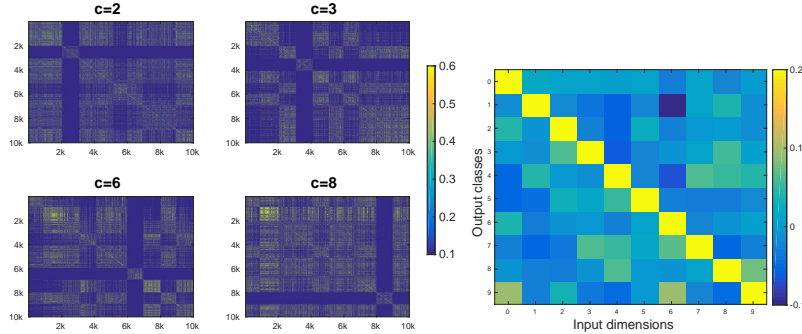 c=2
2k
4k
6k
8k
10k
2k 4k 6k 8k 10k
c=3
2k
4k
6k
8k
10k
2k 4k 6k 8k 10k
c=6
2k
4k
6k
8k
10k
2k 4k 6k 8k 10k
c=8
2k
4k
6k
8k
10k
2k 4k 6k 8k 10k
0.6
0.5
0.4
0.3
0.2
0.1
Output classes
0
1
2
3
4
5
6
7
8
9
0 1 2 3 4 5 6 7 8 9
Input dimensions
0.2
0.1
0
-0.1